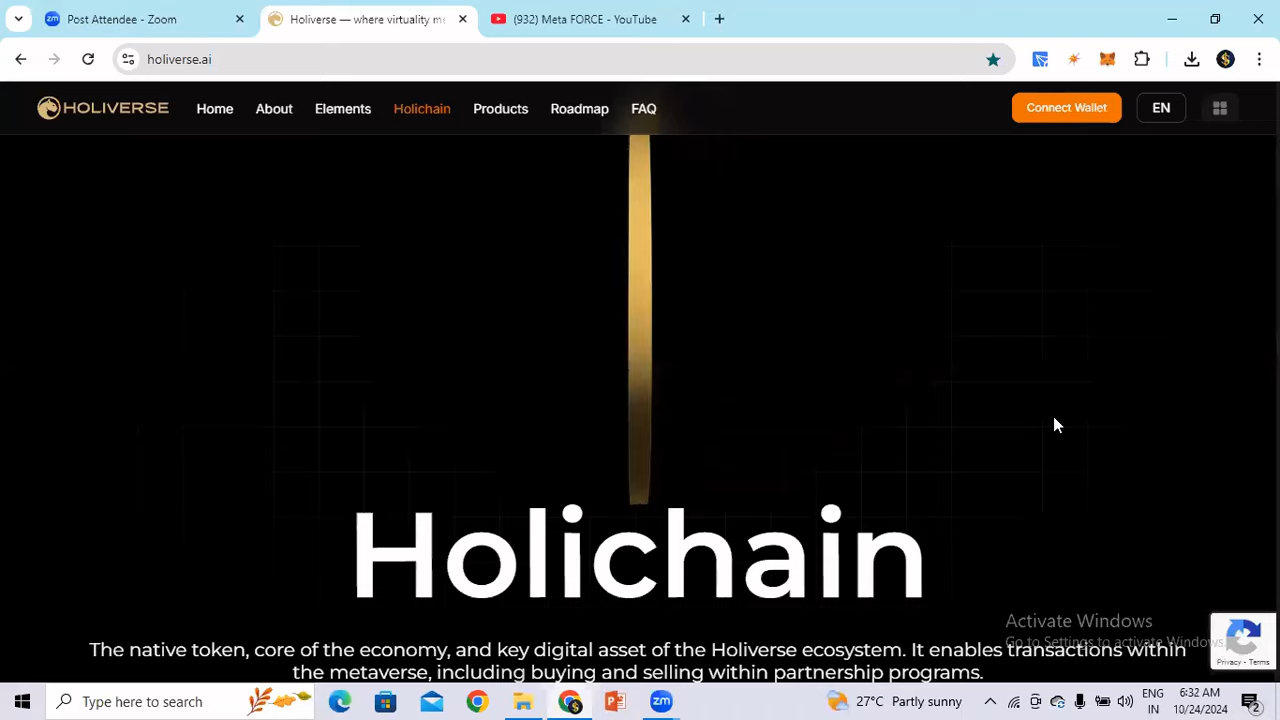 Post Attendee - Zoom
Holiverse — where virtuality me
(932) Meta FORCE - YouTube
holiverse.ai
HOLIVERSE
Home
About
Elements
Holichain
Products
Roadmap
FAQ
Connect Wallet
EN
Holichain
The native token, core of the economy, and key digital asset of the Holiverse ecosystem. It enables transactions within
the metaverse, including buying and selling within partnership programs.
Activate Windows
Go to Settings to activate Windows.
Privacy - Terms
Type here to search
27°C Partly sunny
ENG
IN
6:32 AM
10/24/2024
2